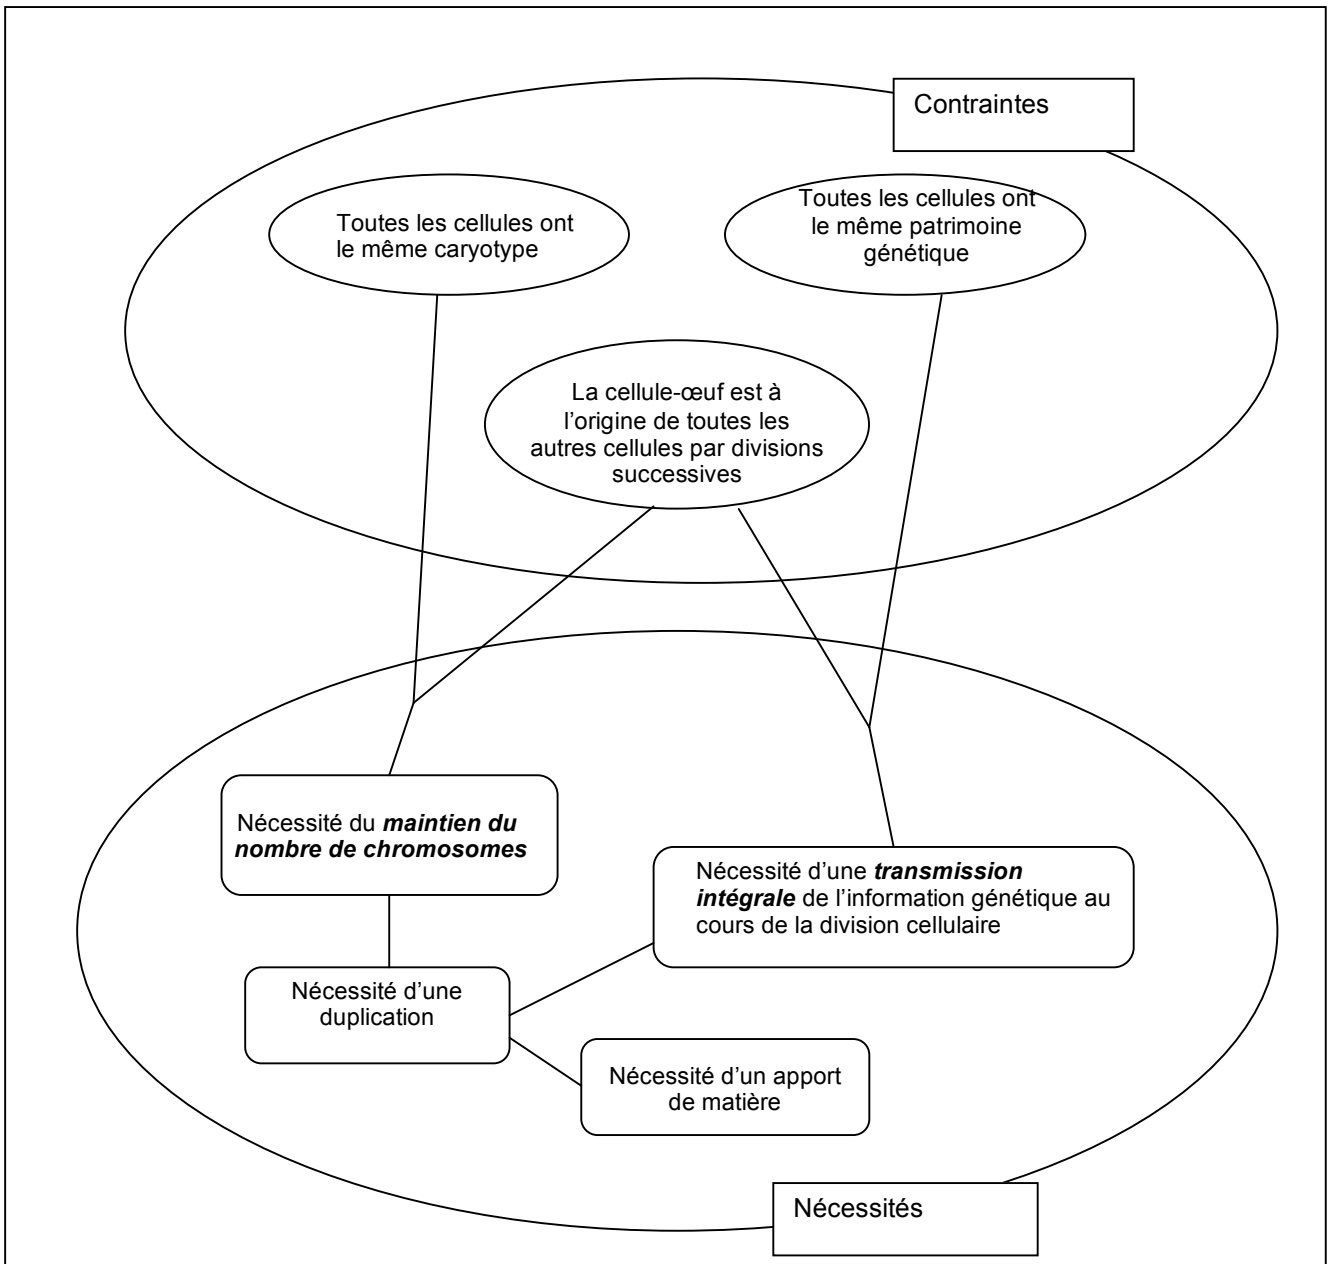 Contraintes
Toutes les cellules ont
le même caryotype
Toutes les cellules ont
le même patrimoine
génétique
La cellule-œuf est à
l’origine de toutes les
autres cellules par divisions
successives
Nécessité du maintien du
nombre de chromosomes
Nécessité d’une transmission
intégrale de l’information génétique au
cours de la division cellulaire
Nécessité d’une
duplication
Nécessité d’un apport
de matière
Nécessités